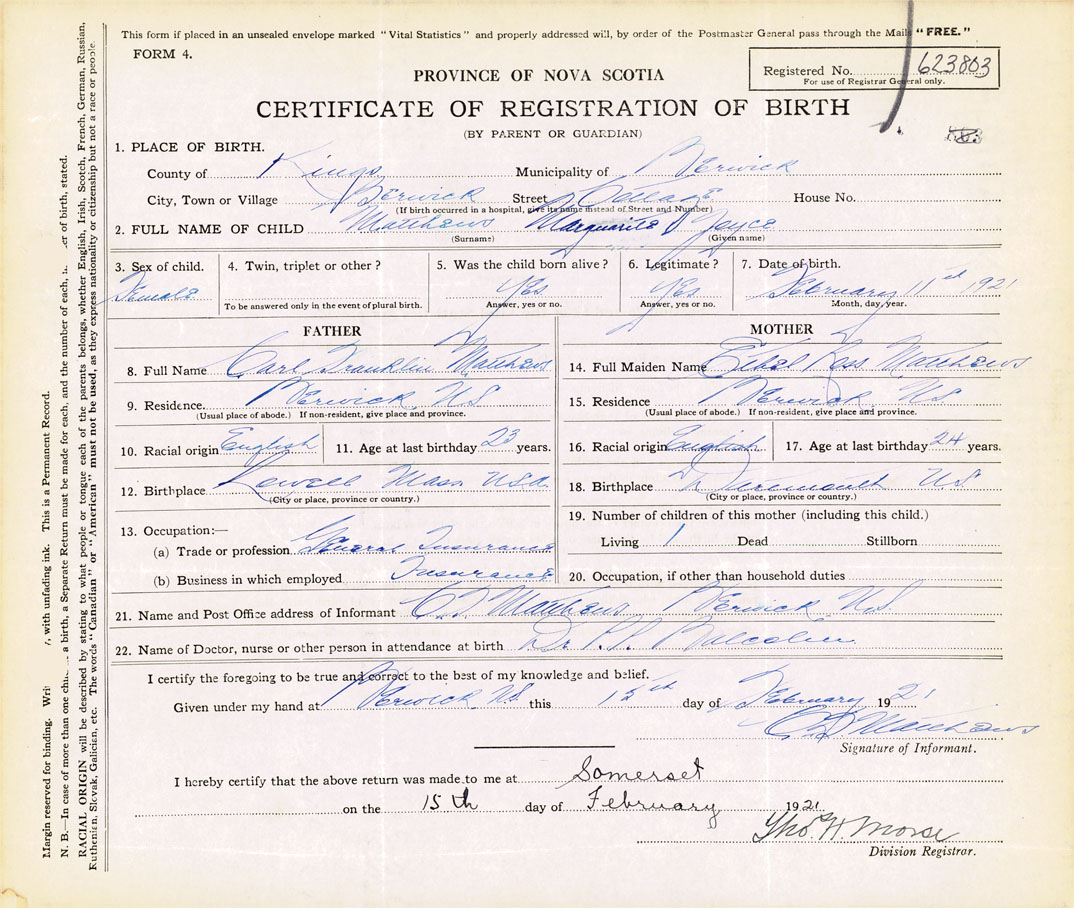 This form if placed in an unsealed envelope marked "Vital Statistics" and properly addressed will, by order of the Postmaster General pass through the Mails "FREE."
FORM 4.
Registered No. 623803
For use of Registrar General only.
PROVINCE OF NOVA SCOTIA
CERTIFICATE OF REGISTRATION OF BIRTH
(BY PARENT OR GUARDIAN)
1. PLACE OF BIRTH.
County of Kings Municipality of Berwick
City, Town or Village Berwick Street Cottage House No.
(If birth occurred in a hospital, give its name instead of Street and Number)
2. FULL NAME OF CHILD Matthews Marguarite Joyce
(Surname) (Given name)
3. Sex of child. 4. Twin, triplet or other? 5. Was the child born alive? 6. Legitimate? 7. Date of birth.
Female Yes Yes February 11 1921
To be answered only in the event of plural birth. Answer, yes or no. Answer, yes or no. Month, day, year.
FATHER
8. Full Name Carl Franklin Matthews
9. Residence. Berwick, N.S
(Usual place of abode.) If non-resident, give place and province.
10. Racial origin English 11. Age at last birthday 23 years.
12. Birthplace Lowell Mass Usa
(City or place, province or country.)
13. Occupation:—
(a) Trade or profession General Insurance
(b) Business in which employed Insurance
MOTHER
14. Full Maiden Name Ethel Ross Matthews
15. Residence Berwick NS
(Usual place of abode.) If non-resident, give place and province.
16. Racial origin English 17. Age at last birthday 24 years.
18. Birthplace Dartmouth N.S.
(City or place, province or country.)
19. Number of children of this mother (including this child.)
Living 1 Dead Stillborn
20. Occupation, if other than household duties
21. Name and Post Office address of Informant C F Matthews Berwick N.S.
22. Name of Doctor, nurse or other person in attendance at birth Dr. Malcolm
I certify the foregoing to be true and correct to the best of my knowledge and belief.
Given under my hand at Berwick N.S this 15th day of February 1921
C F Matthews
Signature of Informant.
I hereby certify that the above return was made to me at Somerset
on the 15th day of February 1921
Thos. H. Morse
Division Registrar.
Margin reserved for binding. with unfading ink. This is a Permanent Record.
N. B.—In case of more than one a birth, a Separate Return must be made for each, and the number of each, of birth, stated.
RACIAL ORIGIN will be described by stating to what people or tongue each of the parents belongs, whether English, Irish, Scotch, French, German, Russian,
Ruthenian, Slovak, Galician, etc. The words "Canadian" or "American" must not be used, as they express nationality or citizenship but not a race or people.